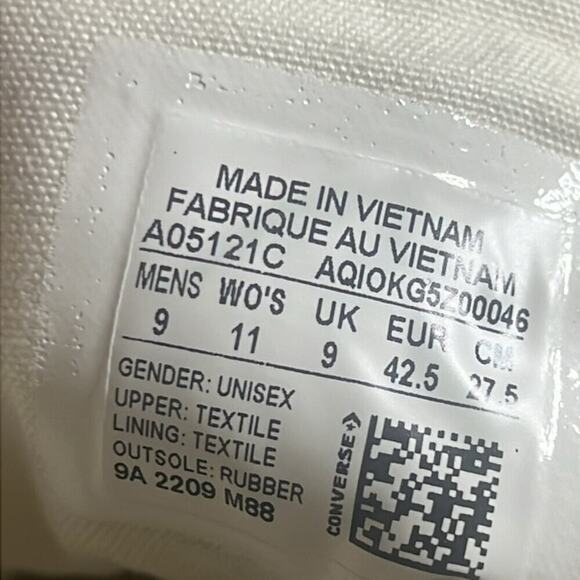 MADE IN VIETNAM
FABRIQUE AU VIETNAM
A05121C AQIOKG5Z00046
MENS WO'S UK EUR CM
9 11 9 42.5 27.5
GENDER: UNISEX
UPPER: TEXTILE
LINING: TEXTILE
OUTSOLE: RUBBER
9A 2209 M88
CONVERSE